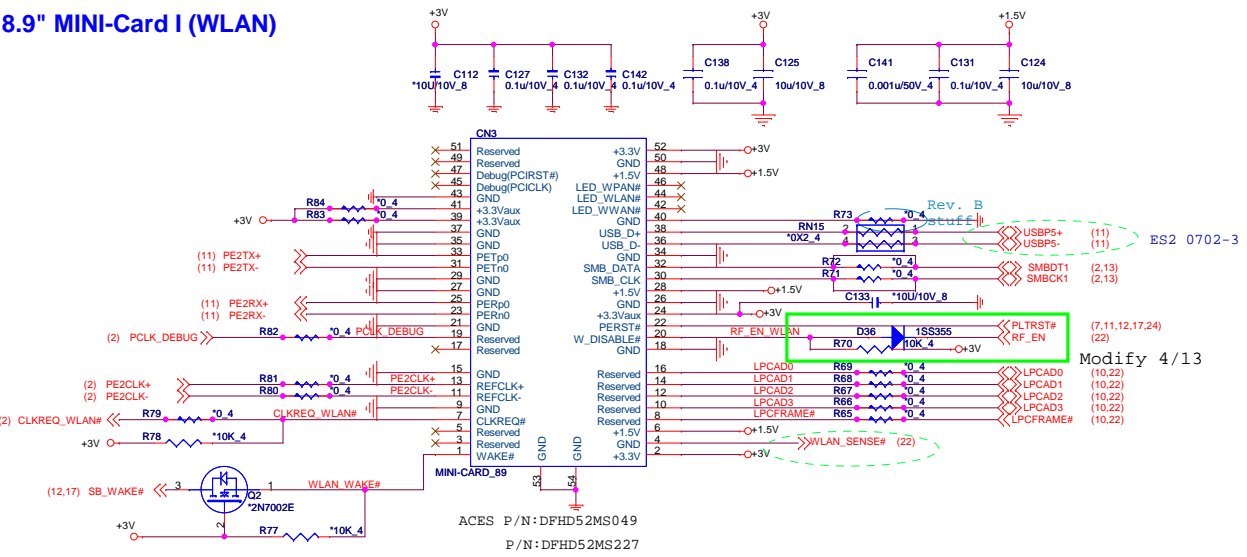 8.9" MINI-Card I (WLAN)
+3V
+3V
+1.5V
C112
*10U/10V_8
C127
0.1u/10V_4
C132
0.1u/10V_4
C142
0.1u/10V_4
C138
0.1u/10V_4
C125
10u/10V_8
C141
0.001u/50V_4
C131
0.1u/10V_4
C124
10u/10V_8
CN3
51 Reserved +3.3V 52 +3V
49 Reserved GND 50
47 Debug(PCIRST#) +1.5V 48 +1.5V
45 Debug(PCICLK) LED_WPAN# 46
43 GND LED_WLAN# 44
R84 *0_4 41 +3.3Vaux LED_WWAN# 42
+3V R83 *0_4 39 +3.3Vaux GND 40 R73 *0_4
Rev. B
stuff
37 GND USB_D+ 38 RN15 2 1 USBP5+ (11)
35 GND USB_D- 36 *0X2_4 4 3 USBP5- (11)
ES2 0702-3
(11) PE2TX+ 33 PETp0 GND 34
(11) PE2TX- 31 PETn0 SMB_DATA 32 R72 *0_4 SMBDT1 (2,13)
29 GND SMB_CLK 30 R71 *0_4 SMBCK1 (2,13)
27 GND +1.5V 28 +1.5V
(11) PE2RX+ 25 PERp0 GND 26 C133 *10U/10V_8
(11) PE2RX- 23 PERn0 +3.3Vaux 24 +3V
21 GND PERST# 22 PLTRST# (7,11,12,17,24)
(2) PCLK_DEBUG R82 *0_4 PCLK_DEBUG 19 Reserved W_DISABLE# 20 RF_EN_WLAN D36 1SS355 RF_EN (22)
17 Reserved GND 18 R70 10K_4 +3V
Modify 4/13
15 GND Reserved 16 LPCAD0 R69 *0_4 LPCAD0 (10,22)
(2) PE2CLK+ R81 *0_4 PE2CLK+ 13 REFCLK+ Reserved 14 LPCAD1 R68 *0_4 LPCAD1 (10,22)
(2) PE2CLK- R80 *0_4 PE2CLK- 11 REFCLK- Reserved 12 LPCAD2 R67 *0_4 LPCAD2 (10,22)
9 GND Reserved 10 LPCAD3 R66 *0_4 LPCAD3 (10,22)
(2) CLKREQ_WLAN# R79 *0_4 CLKREQ_WLAN# 7 CLKREQ# Reserved 8 LPCFRAME# R65 *0_4 LPCFRAME# (10,22)
5 Reserved +1.5V 6 +1.5V
+3V R78 *10K_4 3 Reserved GND 4 WLAN_SENSE# (22)
1 WAKE# +3.3V 2 +3V
GND GND
MINI-CARD_89
53 54
(12,17) SB_WAKE# 3 1 WLAN_WAKE#
Q2
*2N7002E
2
+3V R77 *10K_4
ACES P/N:DFHD52MS049
P/N:DFHD52MS227